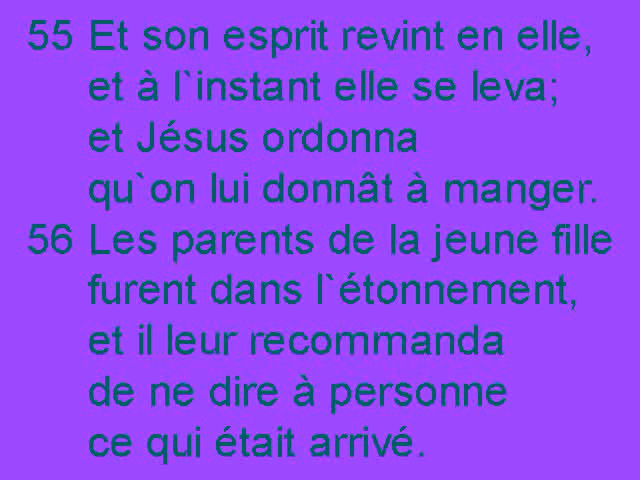 55 Et son esprit revint en elle,
et à l`instant elle se leva;
et Jésus ordonna
qu`on lui donnât à manger.
56 Les parents de la jeune fille
furent dans l`étonnement,
et il leur recommanda
de ne dire à personne
ce qui était arrivé.